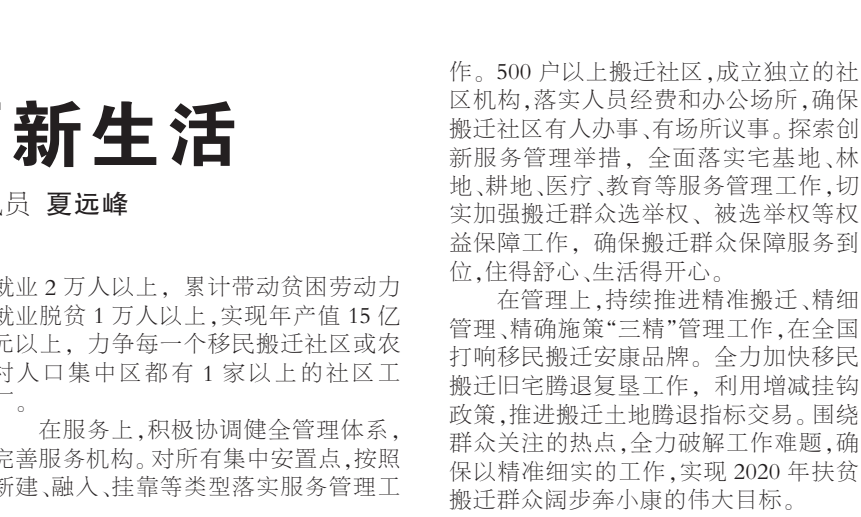 新生活
员 夏远峰
就业 2 万人以上，累计带动贫困劳动力
就业脱贫 1 万人以上,实现年产值 15 亿
元以上，力争每一个移民搬迁社区或农
村人口集中区都有 1 家以上的社区工
。
在服务上,积极协调健全管理体系,
完善服务机构。对所有集中安置点,按照
新建、融入、挂靠等类型落实服务管理工
作。500 户以上搬迁社区,成立独立的社
区机构,落实人员经费和办公场所,确保
搬迁社区有人办事、有场所议事。探索创
新服务管理举措，全面落实宅基地、林
地、耕地、医疗、教育等服务管理工作,切
实加强搬迁群众选举权、被选举权等权
益保障工作，确保搬迁群众保障服务到
位,住得舒心、生活得开心。
在管理上,持续推进精准搬迁、精细
管理、精确施策“三精”管理工作,在全国
打响移民搬迁安康品牌。全力加快移民
搬迁旧宅腾退复垦工作，利用增减挂钩
政策,推进搬迁土地腾退指标交易。围绕
群众关注的热点,全力破解工作难题,确
保以精准细实的工作,实现 2020 年扶贫
搬迁群众阔步奔小康的伟大目标。